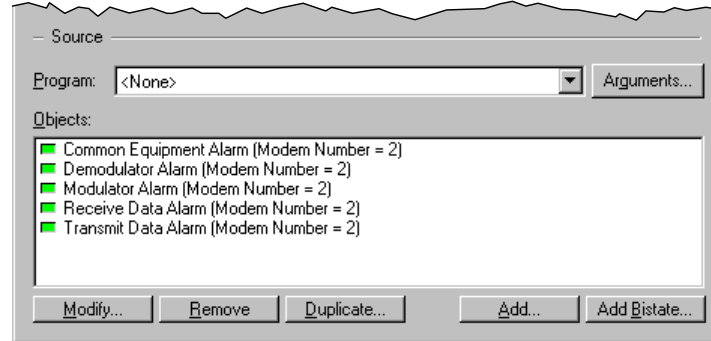 Source
Program: <None> Arguments...
Objects:
Common Equipment Alarm (Modem Number = 2)
Demodulator Alarm (Modem Number = 2)
Modulator Alarm (Modem Number = 2)
Receive Data Alarm (Modem Number = 2)
Transmit Data Alarm (Modem Number = 2)
Modify... Remove Duplicate... Add... Add Bistate...